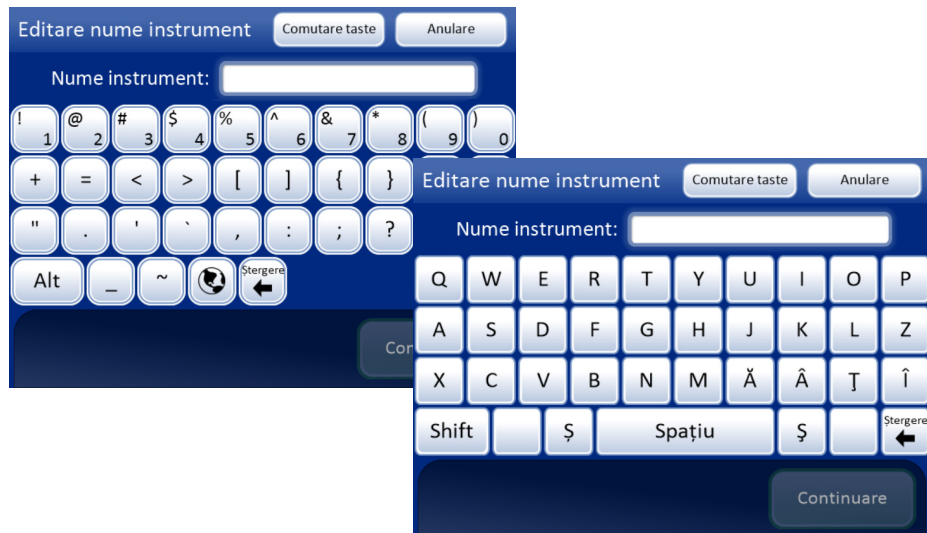 Editare nume instrument Comutare taste Anulare
Nume instrument:
! 1 @ 2 # 3 $ 4 % 5 ^ 6 & 7 * 8 ( 9 ) 0
+ = < > [ ] { }
" . ' ` , : ; ?
Alt _ ~ Ștergere
Editare nume instrument Comutare taste Anulare
Nume instrument:
Q W E R T Y U I O P
A S D F G H J K L Z
X C V B N M Ă Â Ţ Î
Shift Ș Spațiu Ş Ștergere
Continuare